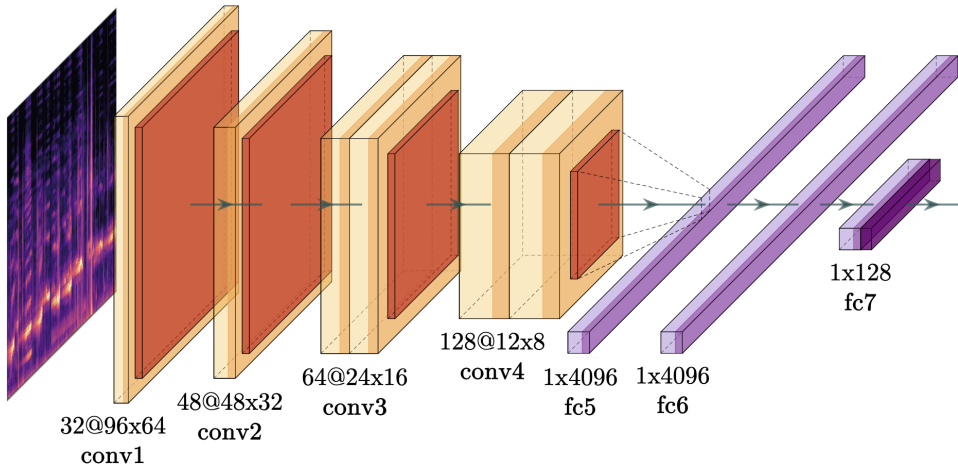 32@96x64
conv1
48@48x32
conv2
64@24x16
conv3
128@12x8
conv4
1x4096
fc5
1x4096
fc6
1x128
fc7